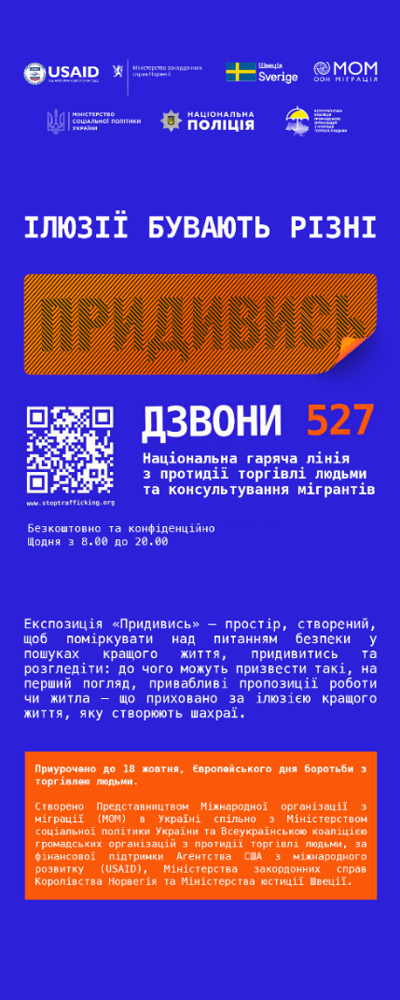 USAID
Міністерство закордонних
справ Норвегії
Швеція
Sverige
МОМ
ООН МІГРАЦІЯ
МІНІСТЕРСТВО
СОЦІАЛЬНОЇ ПОЛІТИКИ
УКРАЇНИ
НАЦІОНАЛЬНА
ПОЛІЦІЯ
ВСЕУКРАЇНСЬКА
КОАЛІЦІЯ
ГРОМАДСЬКИХ
ОРГАНІЗАЦІЙ
З ПРОТИДІЇ
ТОРГІВЛІ ЛЮДЬМИ
ІЛЮЗІЇ БУВАЮТЬ РІЗНІ
ПРИДИВИСЬ
ДЗВОНИ 527
Національна гаряча лінія
з протидії торгівлі людьми
та консультування мігрантів
www.stoptrafficking.org
Безкоштовно та конфіденційно
Щодня з 8.00 до 20.00
Експозиція «Придивись» – простір, створений,
щоб поміркувати над питанням безпеки у
пошуках кращого життя, придивитись та
розгледіти: до чого можуть призвести такі, на
перший погляд, привабливі пропозиції роботи
чи житла – що приховано за ілюзією кращого
життя, яку створюють шахраї.
Приурочено до 18 жовтня, Європейського дня боротьби з
торгівлею людьми.
Створено Представництвом Міжнародної організації з
міграції (МОМ) в Україні спільно з Міністерством
соціальної політики України та Всеукраїнською коаліцією
громадських організацій з протидії торгівлі людьми, за
фінансової підтримки Агентства США з міжнародного
розвитку (USAID), Міністерства закордонних справ
Королівства Норвегія та Міністерства юстиції Швеції.